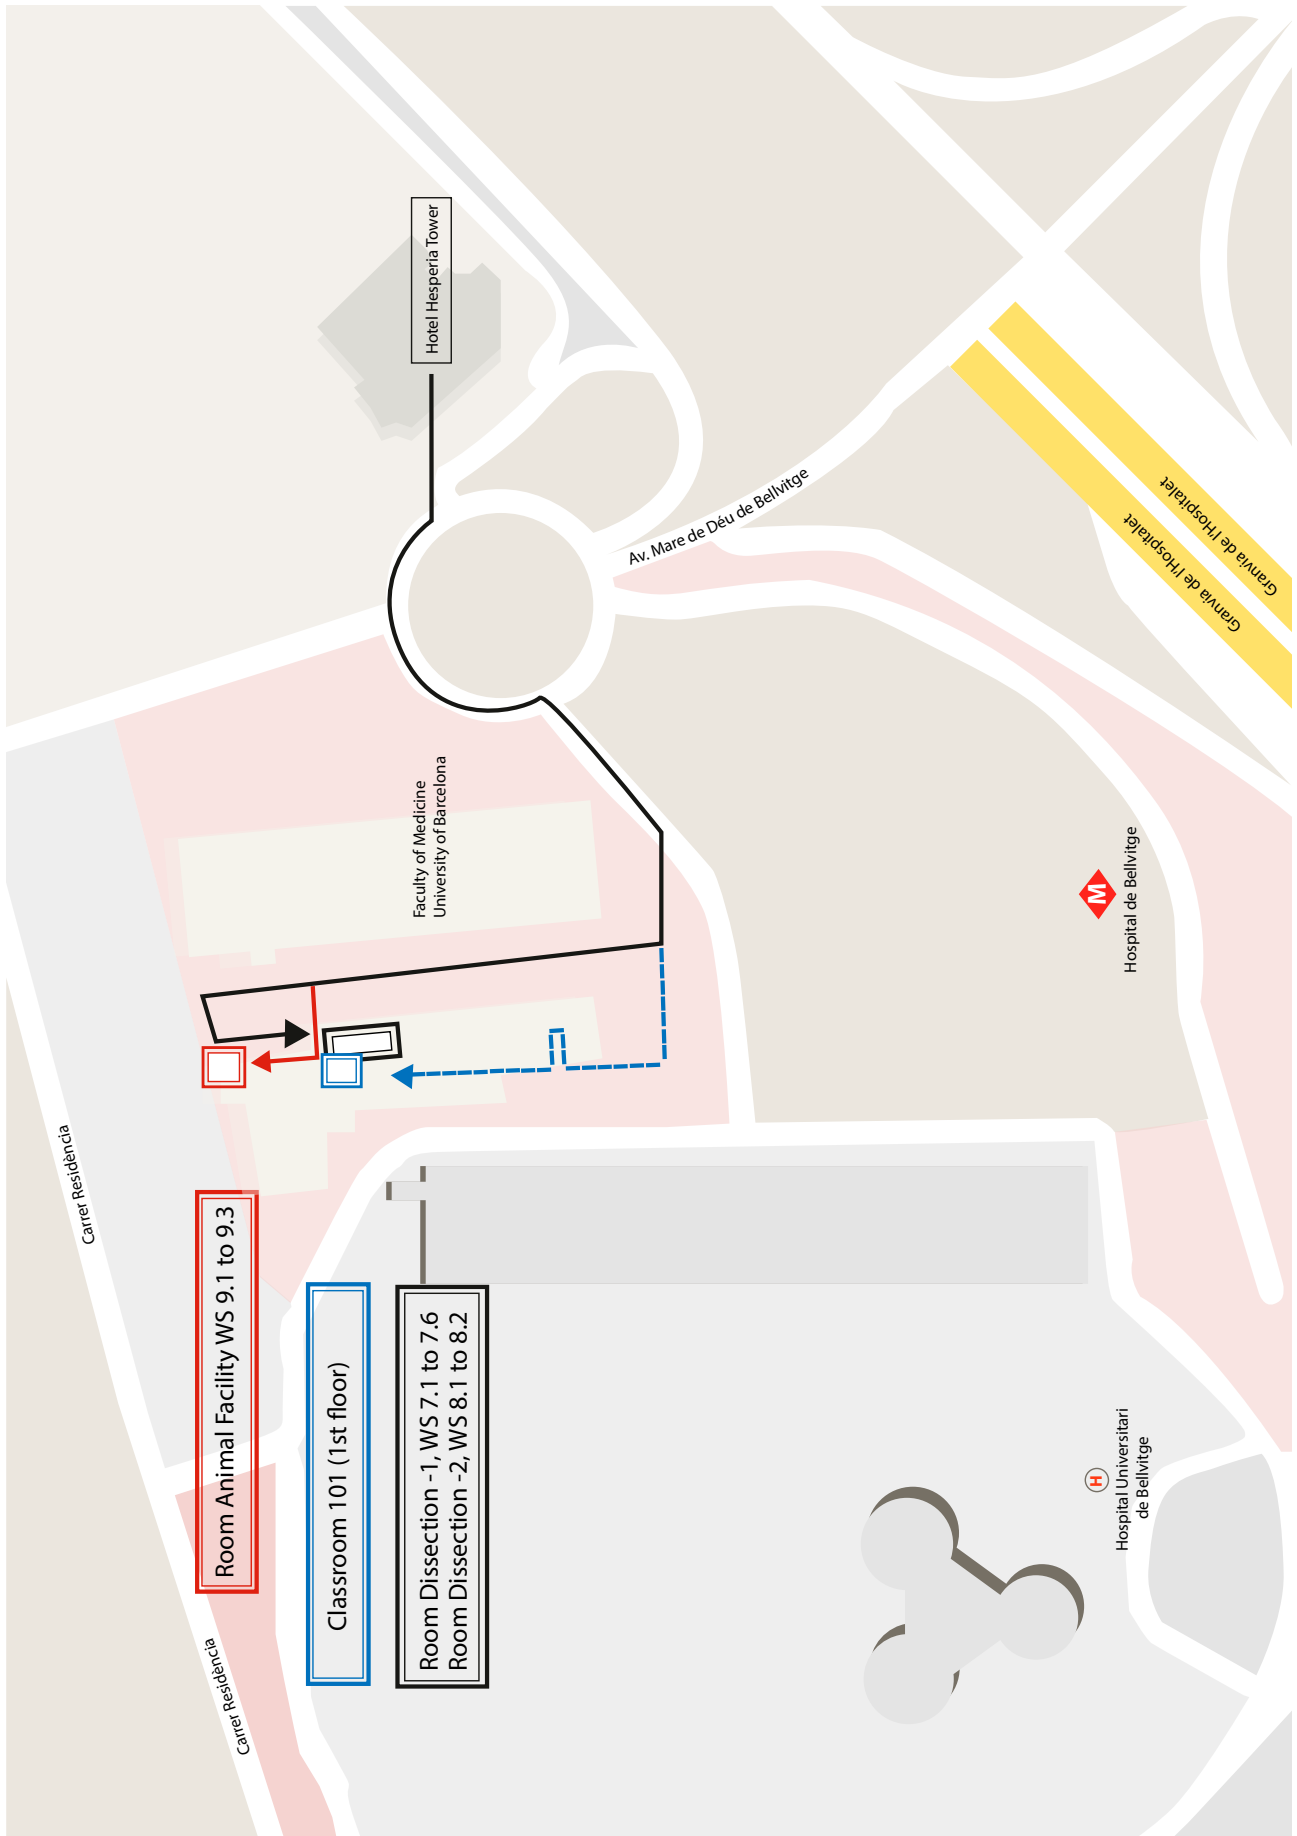 Carrer Residència
Carrer Residència
Room Animal Facility WS 9.1 to 9.3
Classroom 101 (1st floor)
Room Dissection -1, WS 7.1 to 7.6
Room Dissection -2, WS 8.1 to 8.2
Faculty of Medicine
University of Barcelona
Hotel Hesperia Tower
Av. Mare de Déu de Bellvitge
Granvia de l'Hospitalet
Granvia de l'Hospitalet
M
Hospital de Bellvitge
H
Hospital Universitari
de Bellvitge